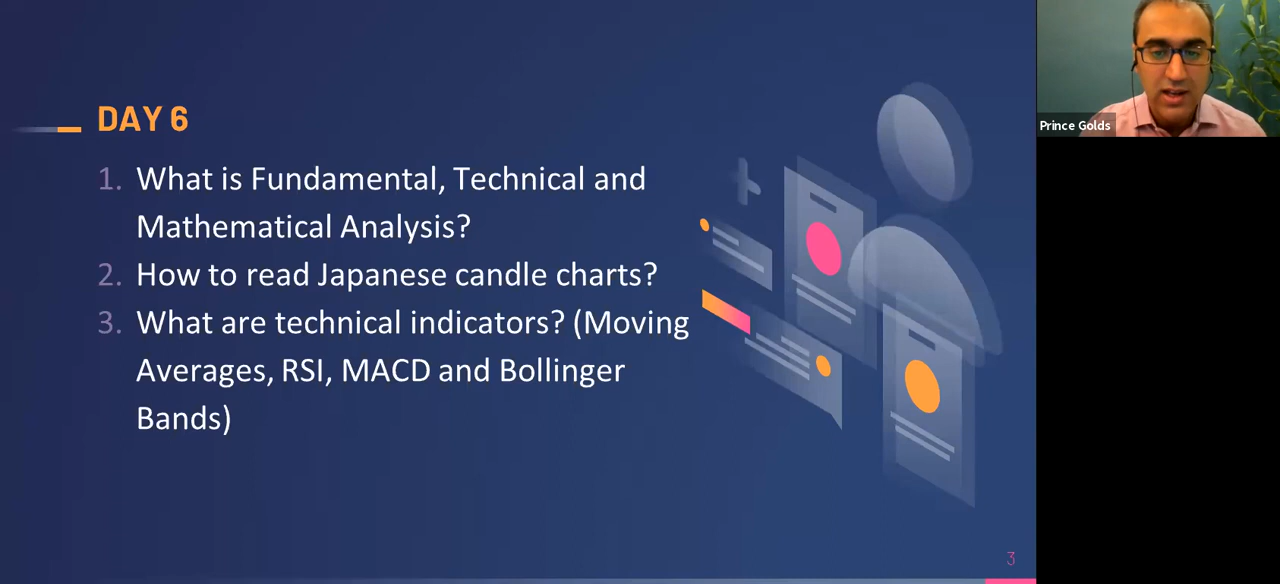 DAY 6
1. What is Fundamental, Technical and
Mathematical Analysis?
2. How to read Japanese candle charts?
3. What are technical indicators? (Moving
Averages, RSI, MACD and Bollinger
Bands)
3
Prince Golds